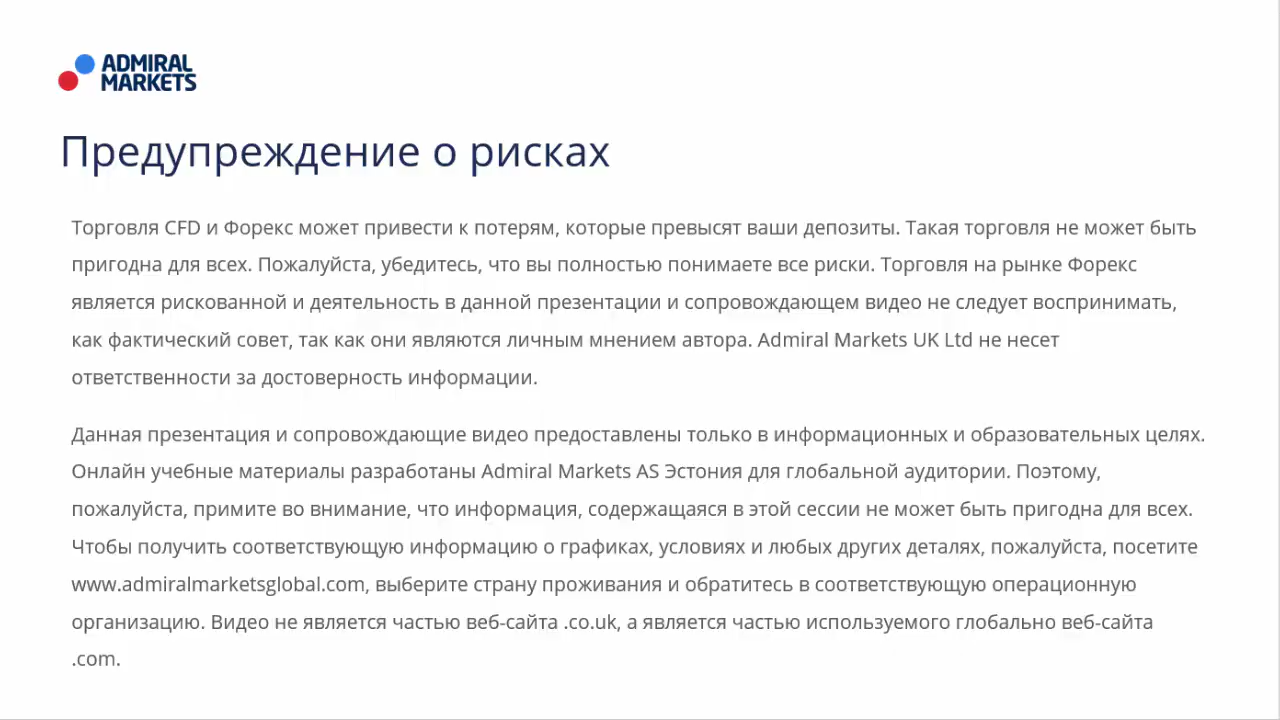 ADMIRAL
MARKETS
Предупреждение о рисках
Торговля CFD и Форекс может привести к потерям, которые превысят ваши депозиты. Такая торговля не может быть
пригодна для всех. Пожалуйста, убедитесь, что вы полностью понимаете все риски. Торговля на рынке Форекс
является рискованной и деятельность в данной презентации и сопровождающем видео не следует воспринимать,
как фактический совет, так как они являются личным мнением автора. Admiral Markets UK Ltd не несет
ответственности за достоверность информации.
Данная презентация и сопровождающие видео предоставлены только в информационных и образовательных целях.
Онлайн учебные материалы разработаны Admiral Markets AS Эстония для глобальной аудитории. Поэтому,
пожалуйста, примите во внимание, что информация, содержащаяся в этой сессии не может быть пригодна для всех.
Чтобы получить соответствующую информацию о графиках, условиях и любых других деталях, пожалуйста, посетите
www.admiralmarketsglobal.com, выберите страну проживания и обратитесь в соответствующую операционную
организацию. Видео не является частью веб-сайта .co.uk, а является частью используемого глобально веб-сайта
.com.